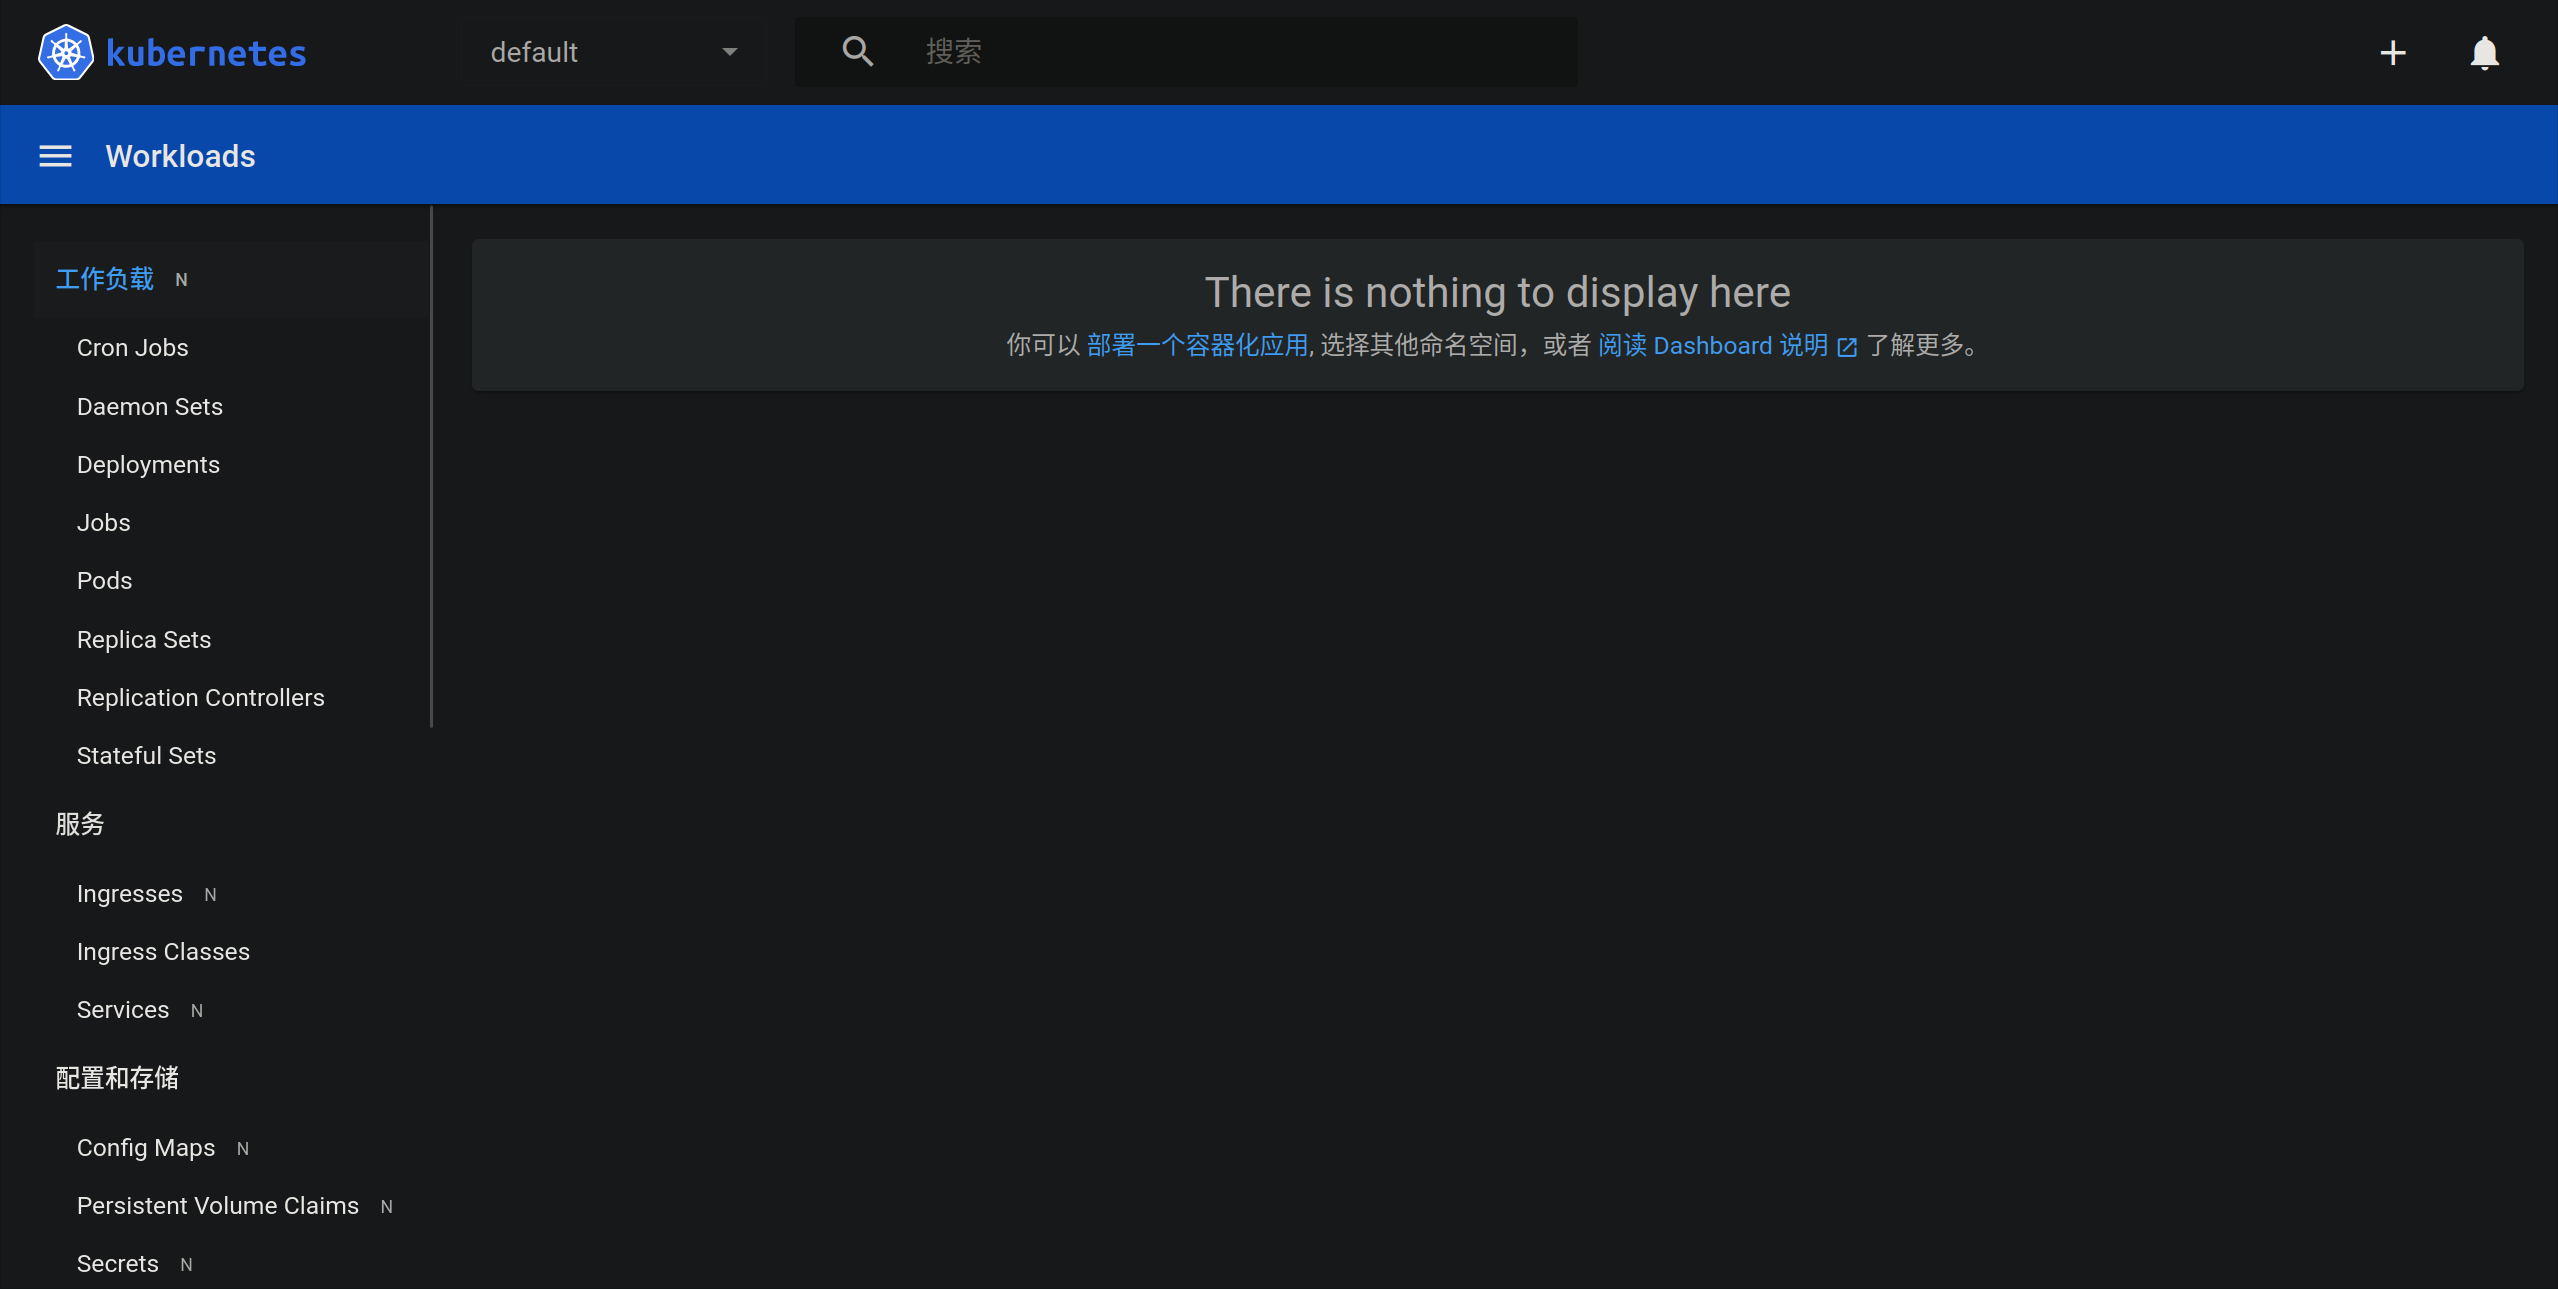 kubernetes
default
搜索
Workloads
工作负载 N
Cron Jobs
Daemon Sets
Deployments
Jobs
Pods
Replica Sets
Replication Controllers
Stateful Sets
服务
Ingresses N
Ingress Classes
Services N
配置和存储
Config Maps N
Persistent Volume Claims N
Secrets N
There is nothing to display here
你可以 部署一个容器化应用, 选择其他命名空间，或者 阅读 Dashboard 说明 了解更多。